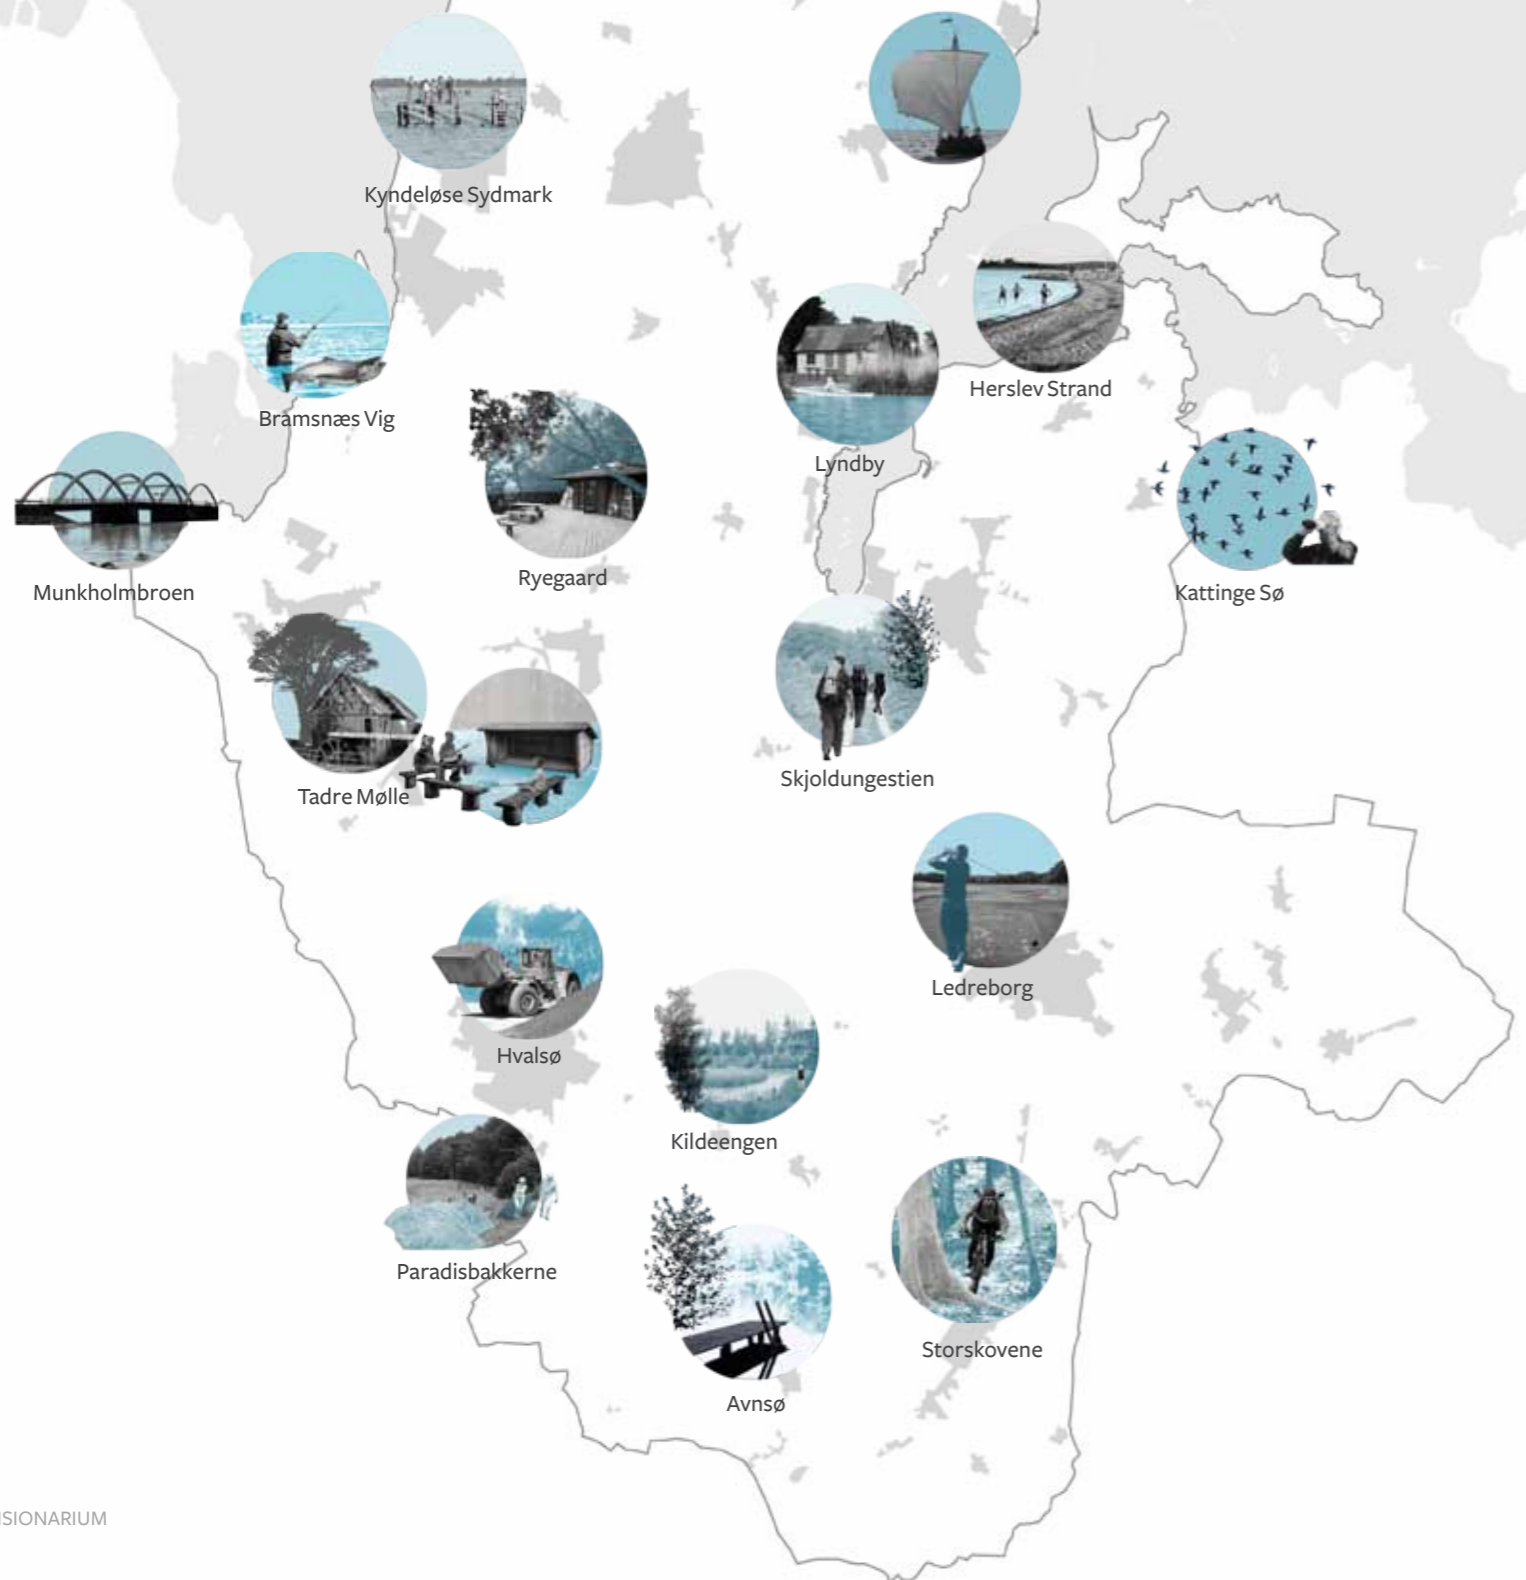 Kyndeløse Sydmark
Herslev Strand
Bramsnæs Vig
Lyndby
Ryegaard
Munkholmbroen
Kattinge Sø
Skjoldungestien
Tadre Mølle
Ledreborg
Hvalsø
Kildeengen
Paradisbakkerne
Storskovene
Avnsø